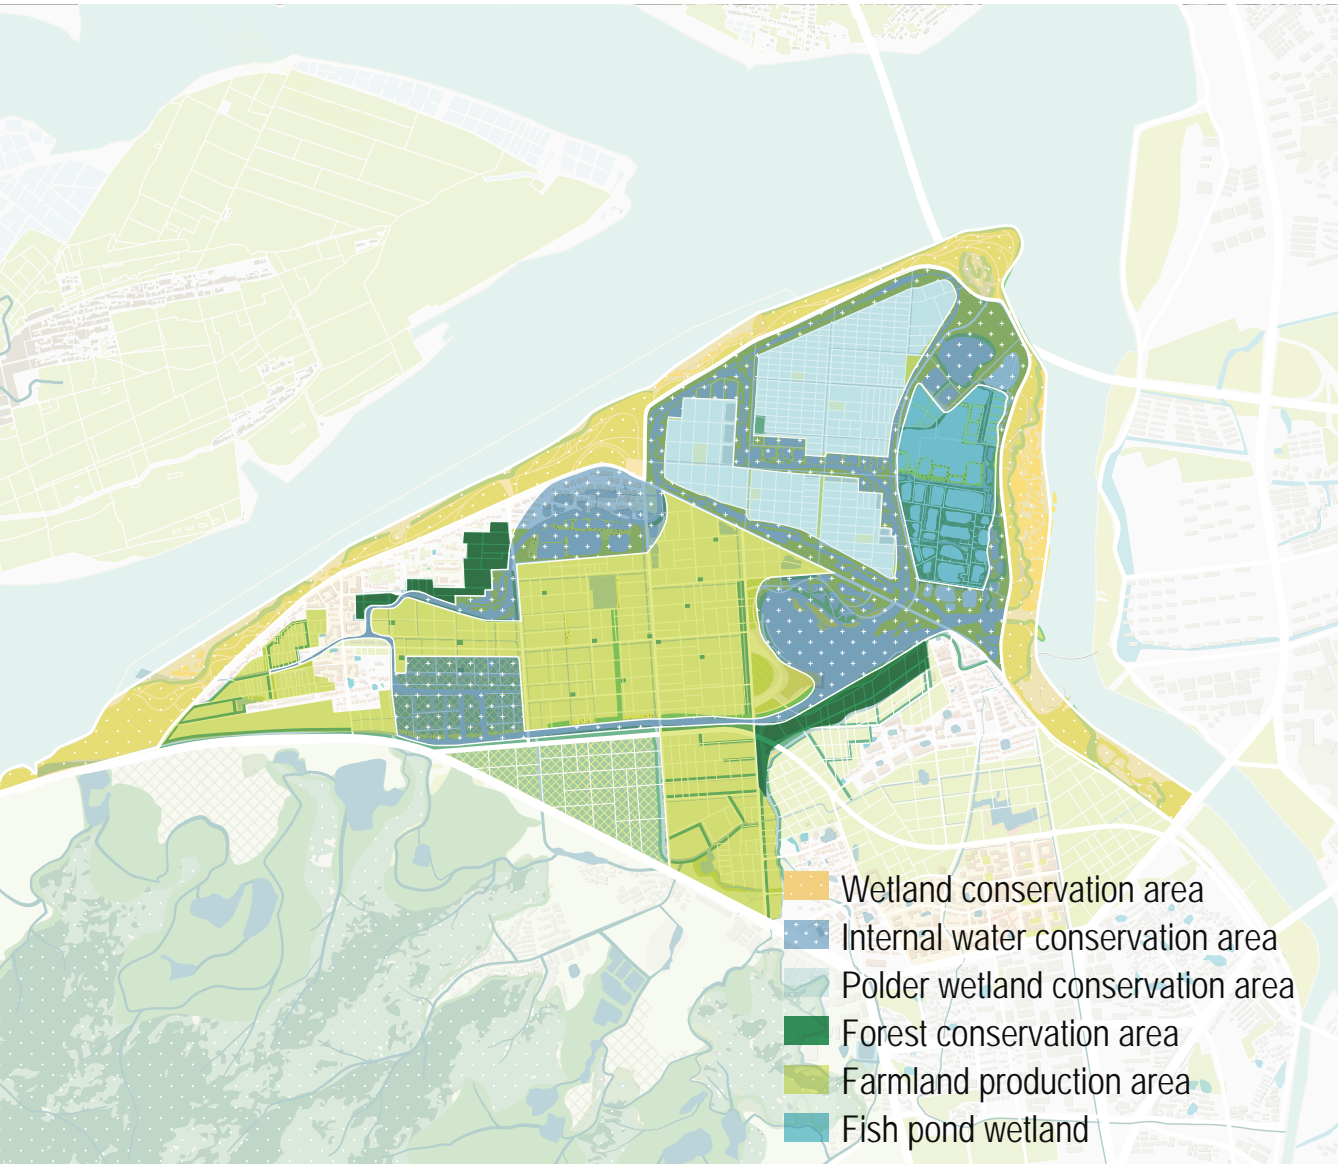 Wetland conservation area
Internal water conservation area
Polder wetland conservation area
Forest conservation area
Farmland production area
Fish pond wetland